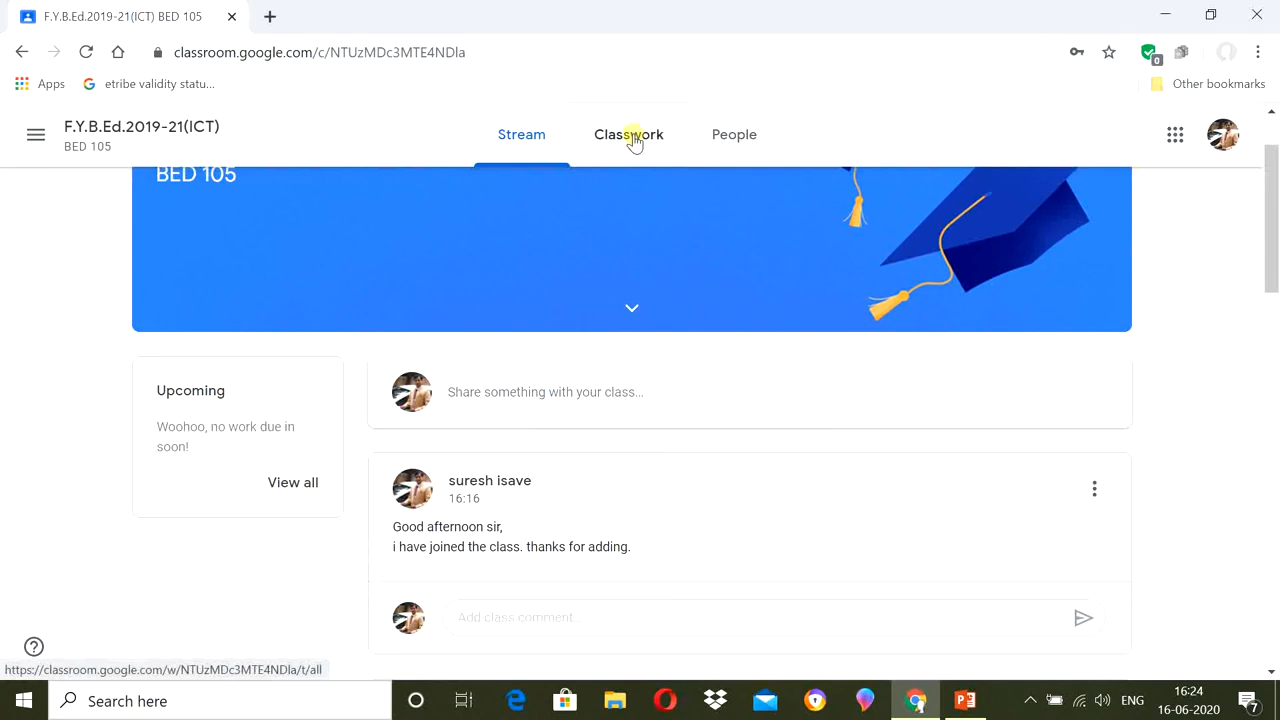 F.Y.B.Ed.2019-21(ICT) BED 105
classroom.google.com/c/NTUzMDc3MTE4NDla
0
Apps
etribe validity statu...
Other bookmarks
F.Y.B.Ed.2019-21(ICT)
BED 105
Stream
Classwork
People
BED 105
Upcoming
Woohoo, no work due in
soon!
View all
Share something with your class...
suresh isave
16:16
Good afternoon sir,
i have joined the class. thanks for adding.
Add class comment...
https://classroom.google.com/w/NTUzMDc3MTE4NDla/t/all
Search here
ENG
16:24
16-06-2020
7